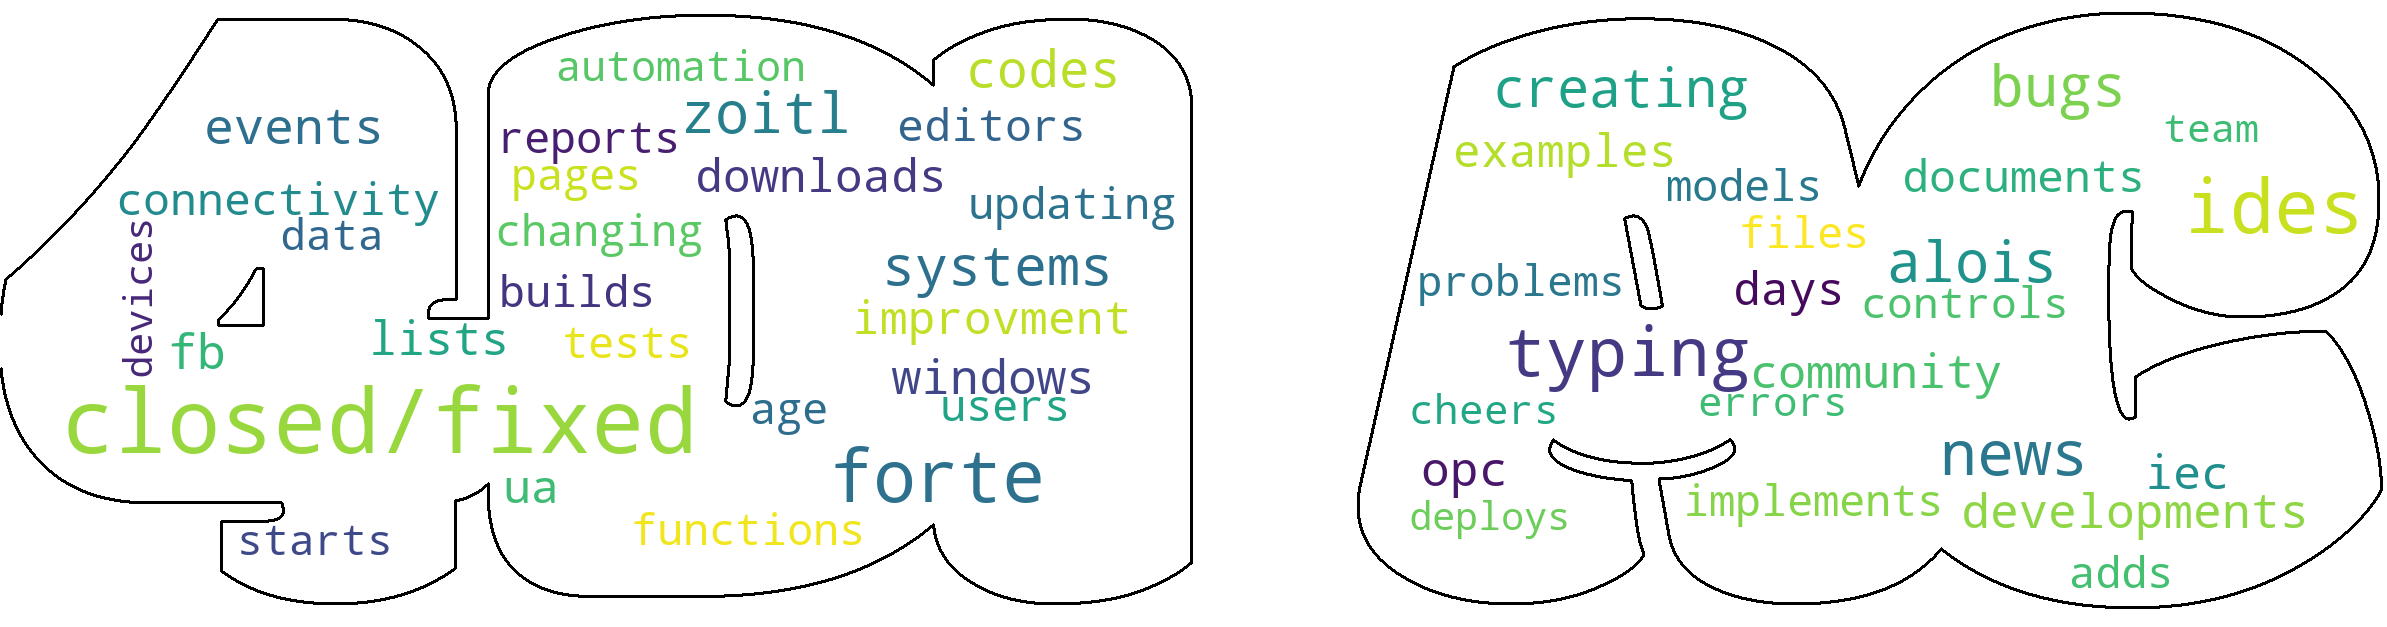 automation
codes
zoitl
events
reports
editors
pages
downloads
connectivity
updating
data
changing
devices
systems
builds
improvment
lists
tests
fb
windows
closed/fixed
age
users
forte
ua
functions
starts
creating
bugs
team
examples
documents
models
ides
files
alois
problems
days
controls
typing
community
cheers
errors
news
opc
iec
implements
developments
deploys
adds